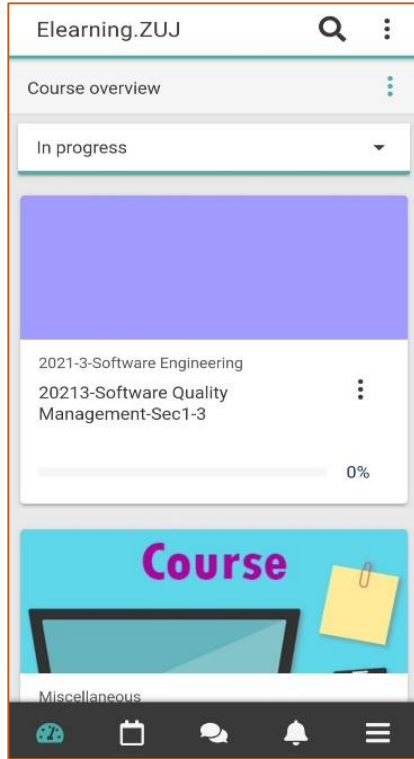 Elearning.ZUJ
Course overview
In progress
2021-3-Software Engineering
20213-Software Quality
Management-Sec1-3
0%
Course
Miscellaneous